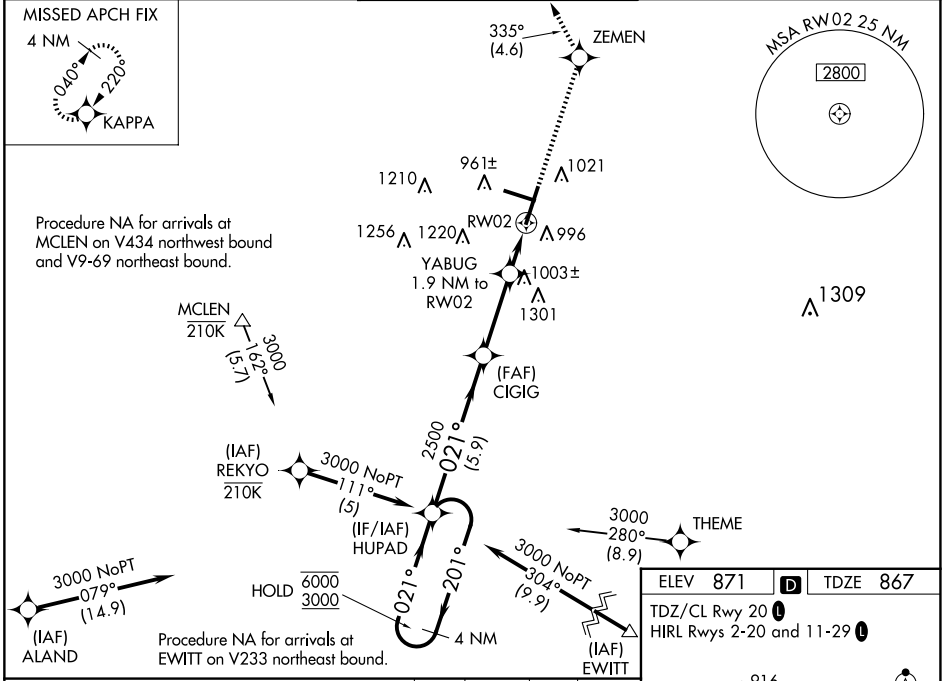 MISSED APCH FIX
4 NM
040°
220°
KAPPA
335°
(4.6)
ZEMEN
MSA RW02 25 NM
2800
1210
961±
1021
Procedure NA for arrivals at
MCLEN on V434 northwest bound
and V9-69 northeast bound.
1256
1220
RW02
996
YABUG
1.9 NM to
RW02
1003±
1301
1309
MCLEN
210K
3000
162°
(5.7)
(FAF)
CIGIG
2500
021°
(5.9)
(IAF)
REKYO
210K
3000 NoPT
111°
(5)
(IF/IAF)
HUPAD
3000
280°
(8.9)
THEME
3000 NoPT
079°
(14.9)
(IAF)
ALAND
HOLD
6000
3000
021°
201°
4 NM
3000 NoPT
304°
(9.9)
(IAF)
EWITT
Procedure NA for arrivals at
EWITT on V233 northeast bound.
ELEV 871 D TDZE 867
TDZ/CL Rwy 20 L
HIRL Rwys 2-20 and 11-29 L
916
A